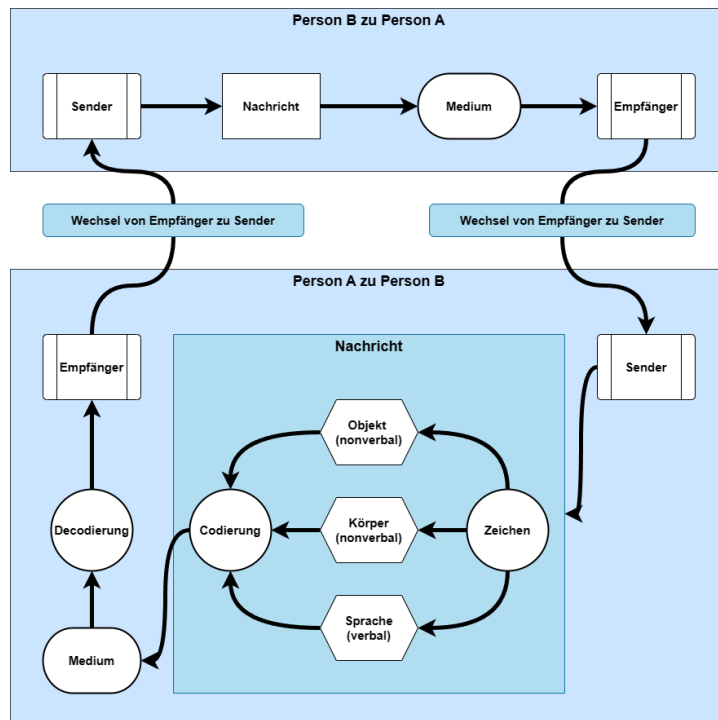 Person B zu Person A
Sender
Nachricht
Medium
Empfänger
Wechsel von Empfänger zu Sender
Wechsel von Empfänger zu Sender
Person A zu Person B
Empfänger
Nachricht
Sender
Objekt
(nonverbal)
Decodierung
Codierung
Körper
(nonverbal)
Zeichen
Sprache
(verbal)
Medium